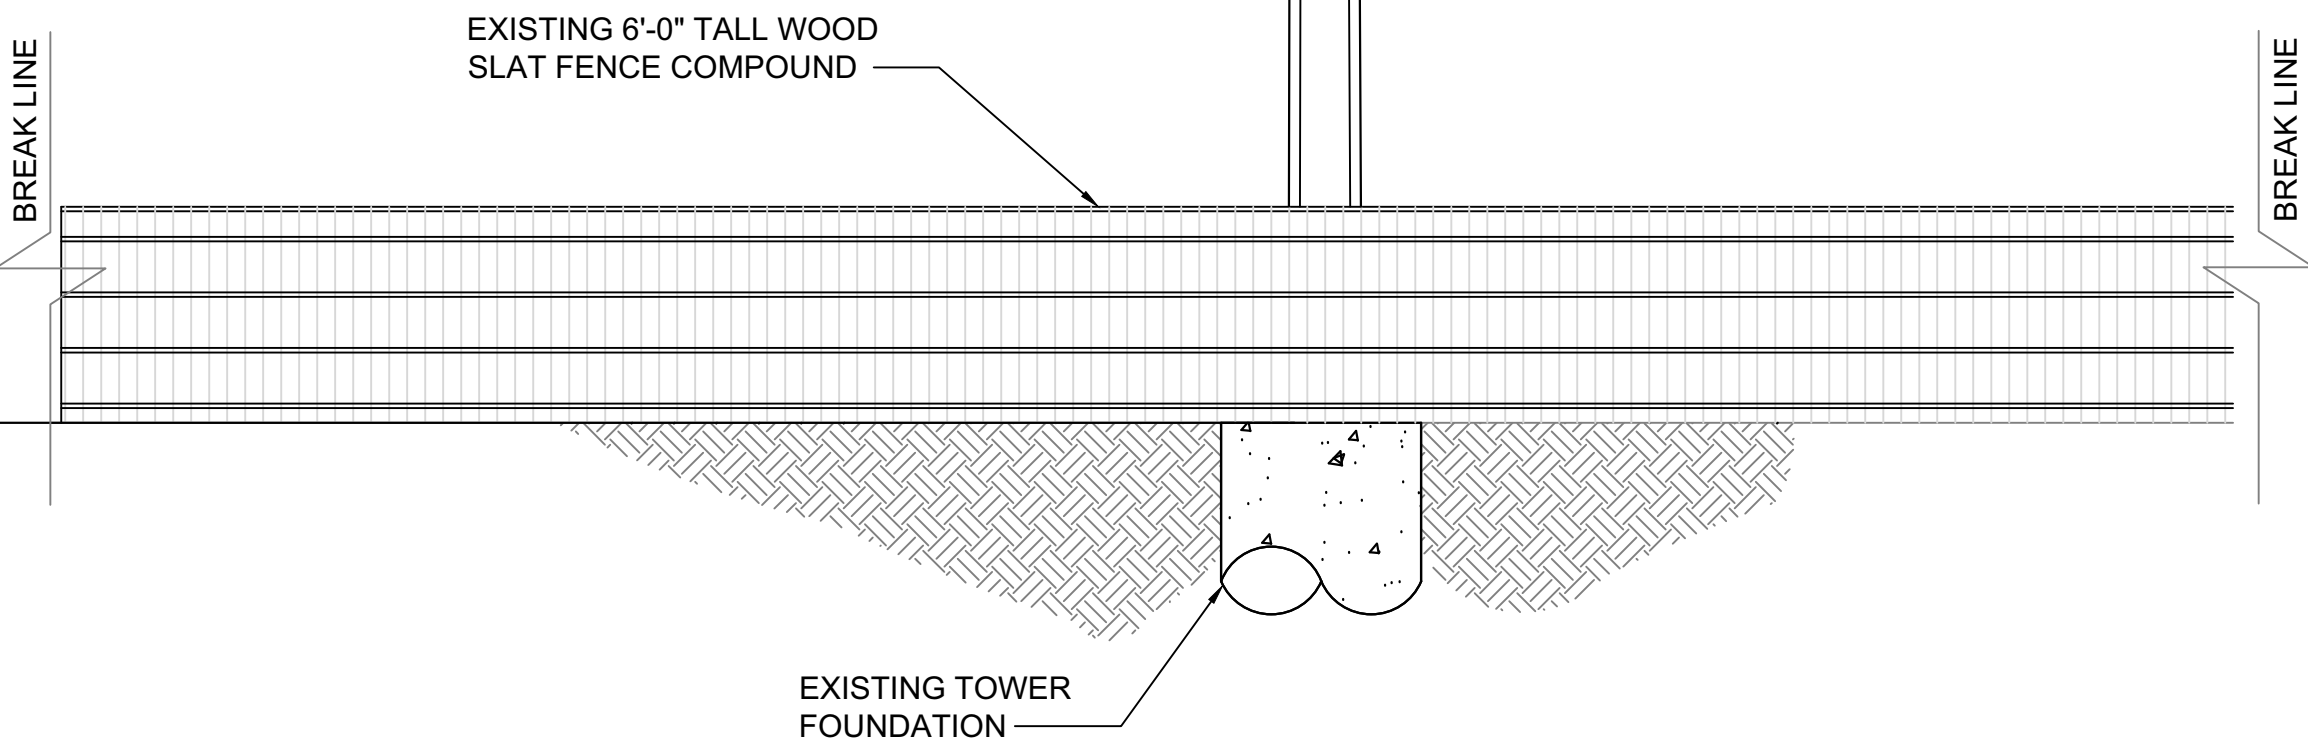 EXISTING 6'-0" TALL WOOD
SLAT FENCE COMPOUND
BREAK LINE
BREAK LINE
EXISTING TOWER
FOUNDATION